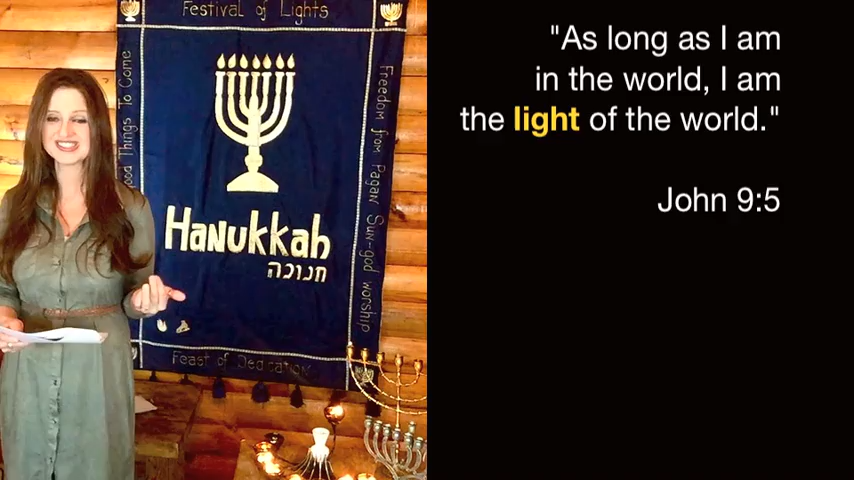 Festival of Lights
Good Things To Come
Freedom from Pagan Sun-god worship
Hanukkah
חנוכה
Feast of Dedication
"As long as I am
in the world, I am
the light of the world."
John 9:5